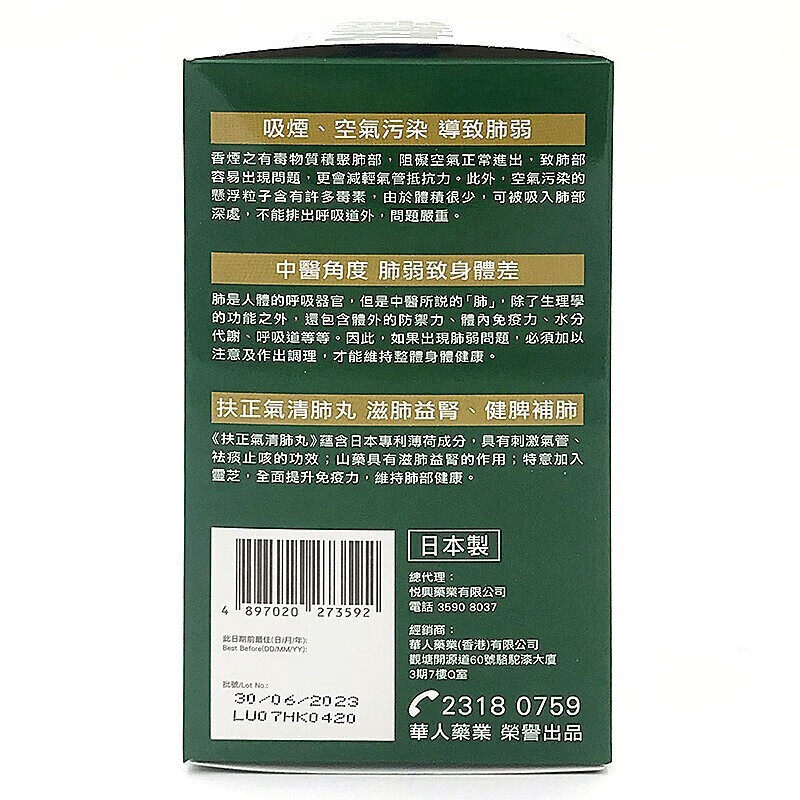 吸煙、空氣污染 導致肺弱
香煙之有毒物質積聚肺部，阻礙空氣正常進出，致肺部
容易出現問題，更會減輕氣管抵抗力。此外，空氣污染的
懸浮粒子含有許多毒素，由於體積很少，可被吸入肺部
深處，不能排出呼吸道外，問題嚴重。
中醫角度 肺弱致身體差
肺是人體的呼吸器官，但是中醫所說的「肺」，除了生理學
的功能之外，還包含體外的防禦力、體內免疫力、水分
代謝、呼吸道等等。因此，如果出現肺弱問題，必須加以
注意及作出調理，才能維持整體身體健康。
扶正氣清肺丸 滋肺益腎、健脾補肺
《扶正氣清肺丸》蘊含日本專利薄荷成分，具有刺激氣管、
祛痰止咳的功效；山藥具有滋肺益腎的作用；特意加入
靈芝，全面提升免疫力，維持肺部健康。
4 897020 273592
此日期前最佳(日/月/年):
Best Before(DD/MM/YY):
批號/Lot No.:
30/06/2023
LU07HK0420
日本製
總代理：
悅興藥業有限公司
電話 3590 8037
經銷商：
華人藥業(香港)有限公司
觀塘開源道60號駱駝漆大廈
3期7樓Q室
2318 0759
華人藥業 榮譽出品